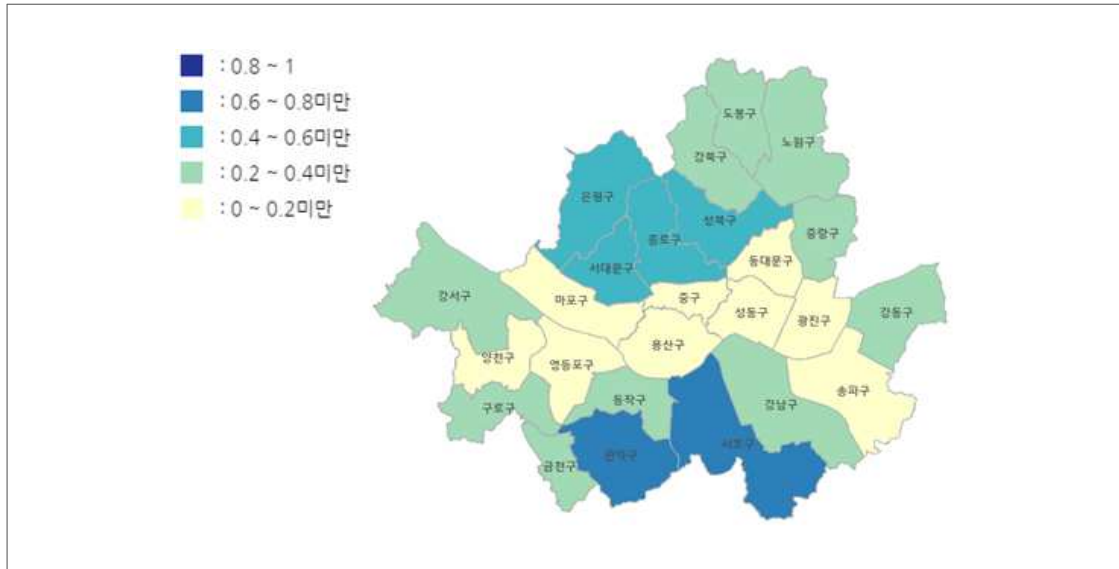 : 0.8 ~ 1
: 0.6 ~ 0.8미만
: 0.4 ~ 0.6미만
: 0.2 ~ 0.4미만
: 0 ~ 0.2미만
도봉구
노원구
강북구
은평구
성북구
종로구
중랑구
서대문구
동대문구
강서구
마포구
중구
성동구
광진구
강동구
용산구
양천구
영등포구
송파구
동작구
강남구
구로구
서초구
관악구
금천구